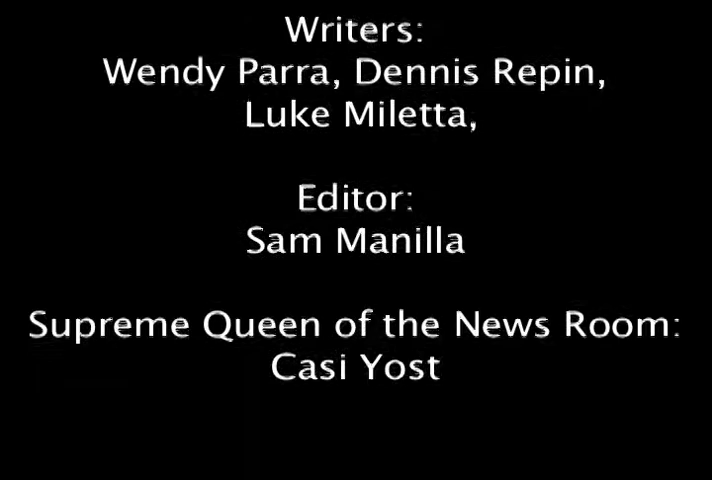 Writers:
Wendy Parra, Dennis Repin,
Luke Miletta,
Editor:
Sam Manilla
Supreme Queen of the News Room:
Casi Yost